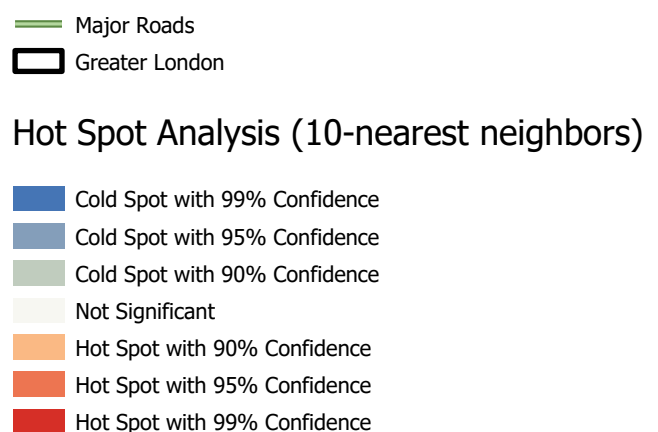 Major Roads
Greater London
Hot Spot Analysis (10-nearest neighbors)
Cold Spot with 99% Confidence
Cold Spot with 95% Confidence
Cold Spot with 90% Confidence
Not Significant
Hot Spot with 90% Confidence
Hot Spot with 95% Confidence
Hot Spot with 99% Confidence